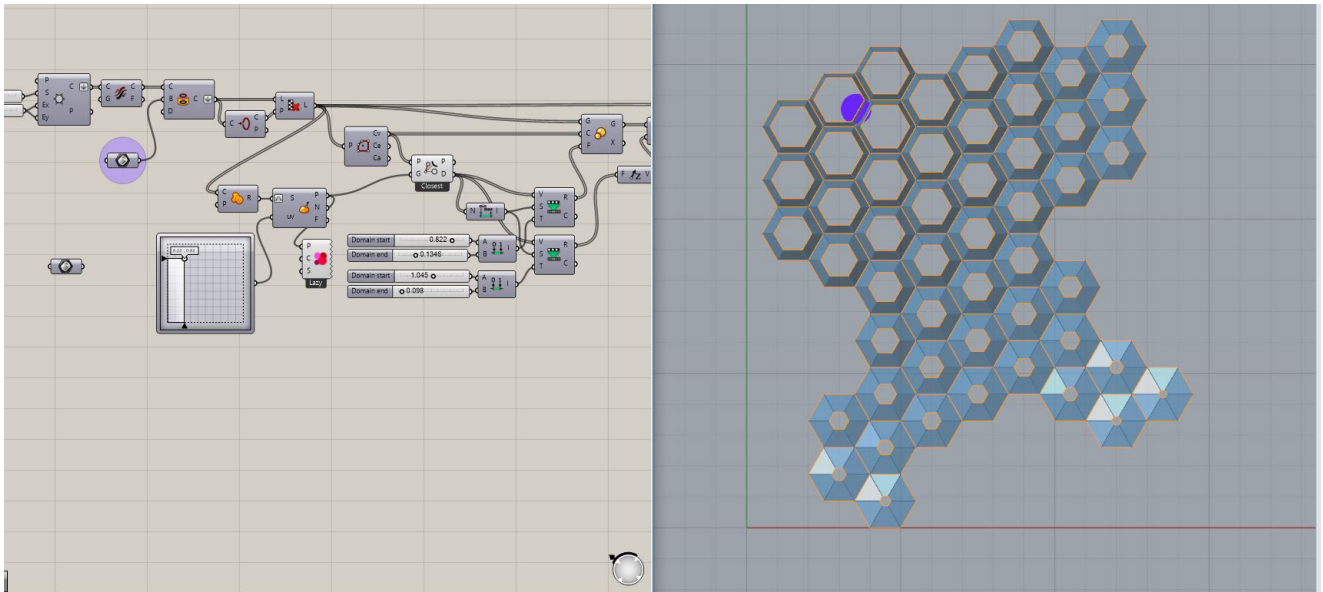 P
S
Ex
Ey
C
T
P
C
G
C
F
C
B
D
C
C
C
P
L
P
L
P
Cv
Ce
Ca
P
G
P
D
Closest
G
C
F
G
X
F
V
C
P
R
S
uv
P
N
F
P
C
S
Lazy
N
I
V
S
T
R
C
V
S
T
R
C
Domain start 0.822
Domain end 0.1346
A
B
I
Domain start 1.045
Domain end 0.098
A
B
I